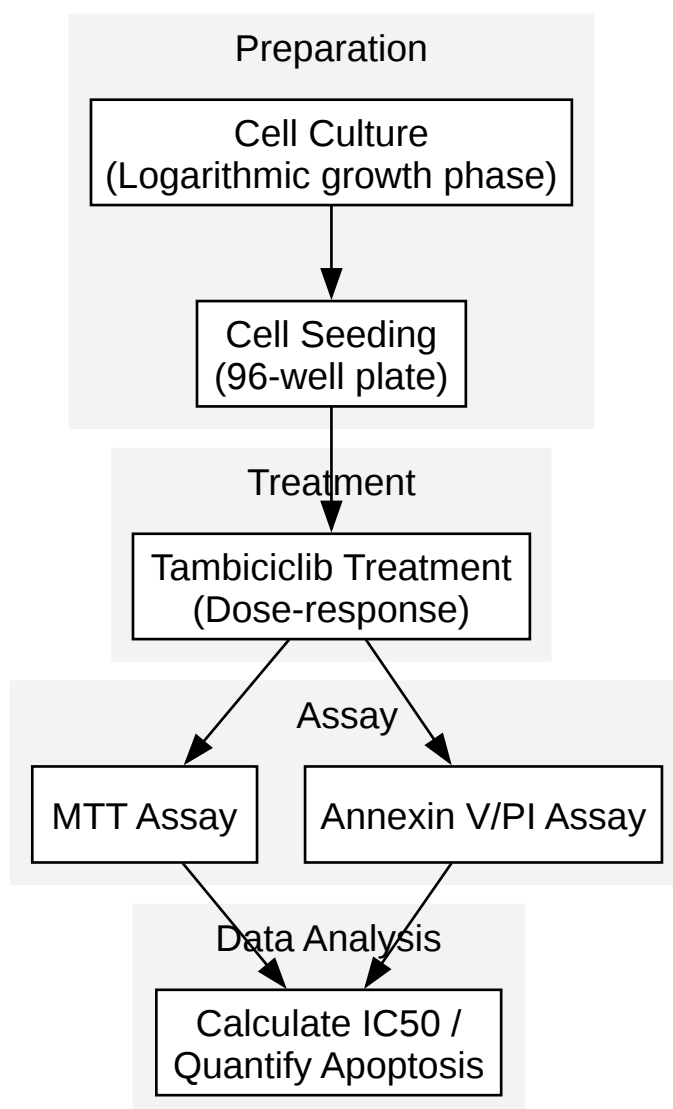 Preparation
Cell Culture
(Logarithmic growth phase)
Cell Seeding
(96-well plate)
Treatment
Tambiciclib Treatment
(Dose-response)
Assay
MTT Assay
Annexin V/PI Assay
Data Analysis
Calculate IC50 /
Quantify Apoptosis